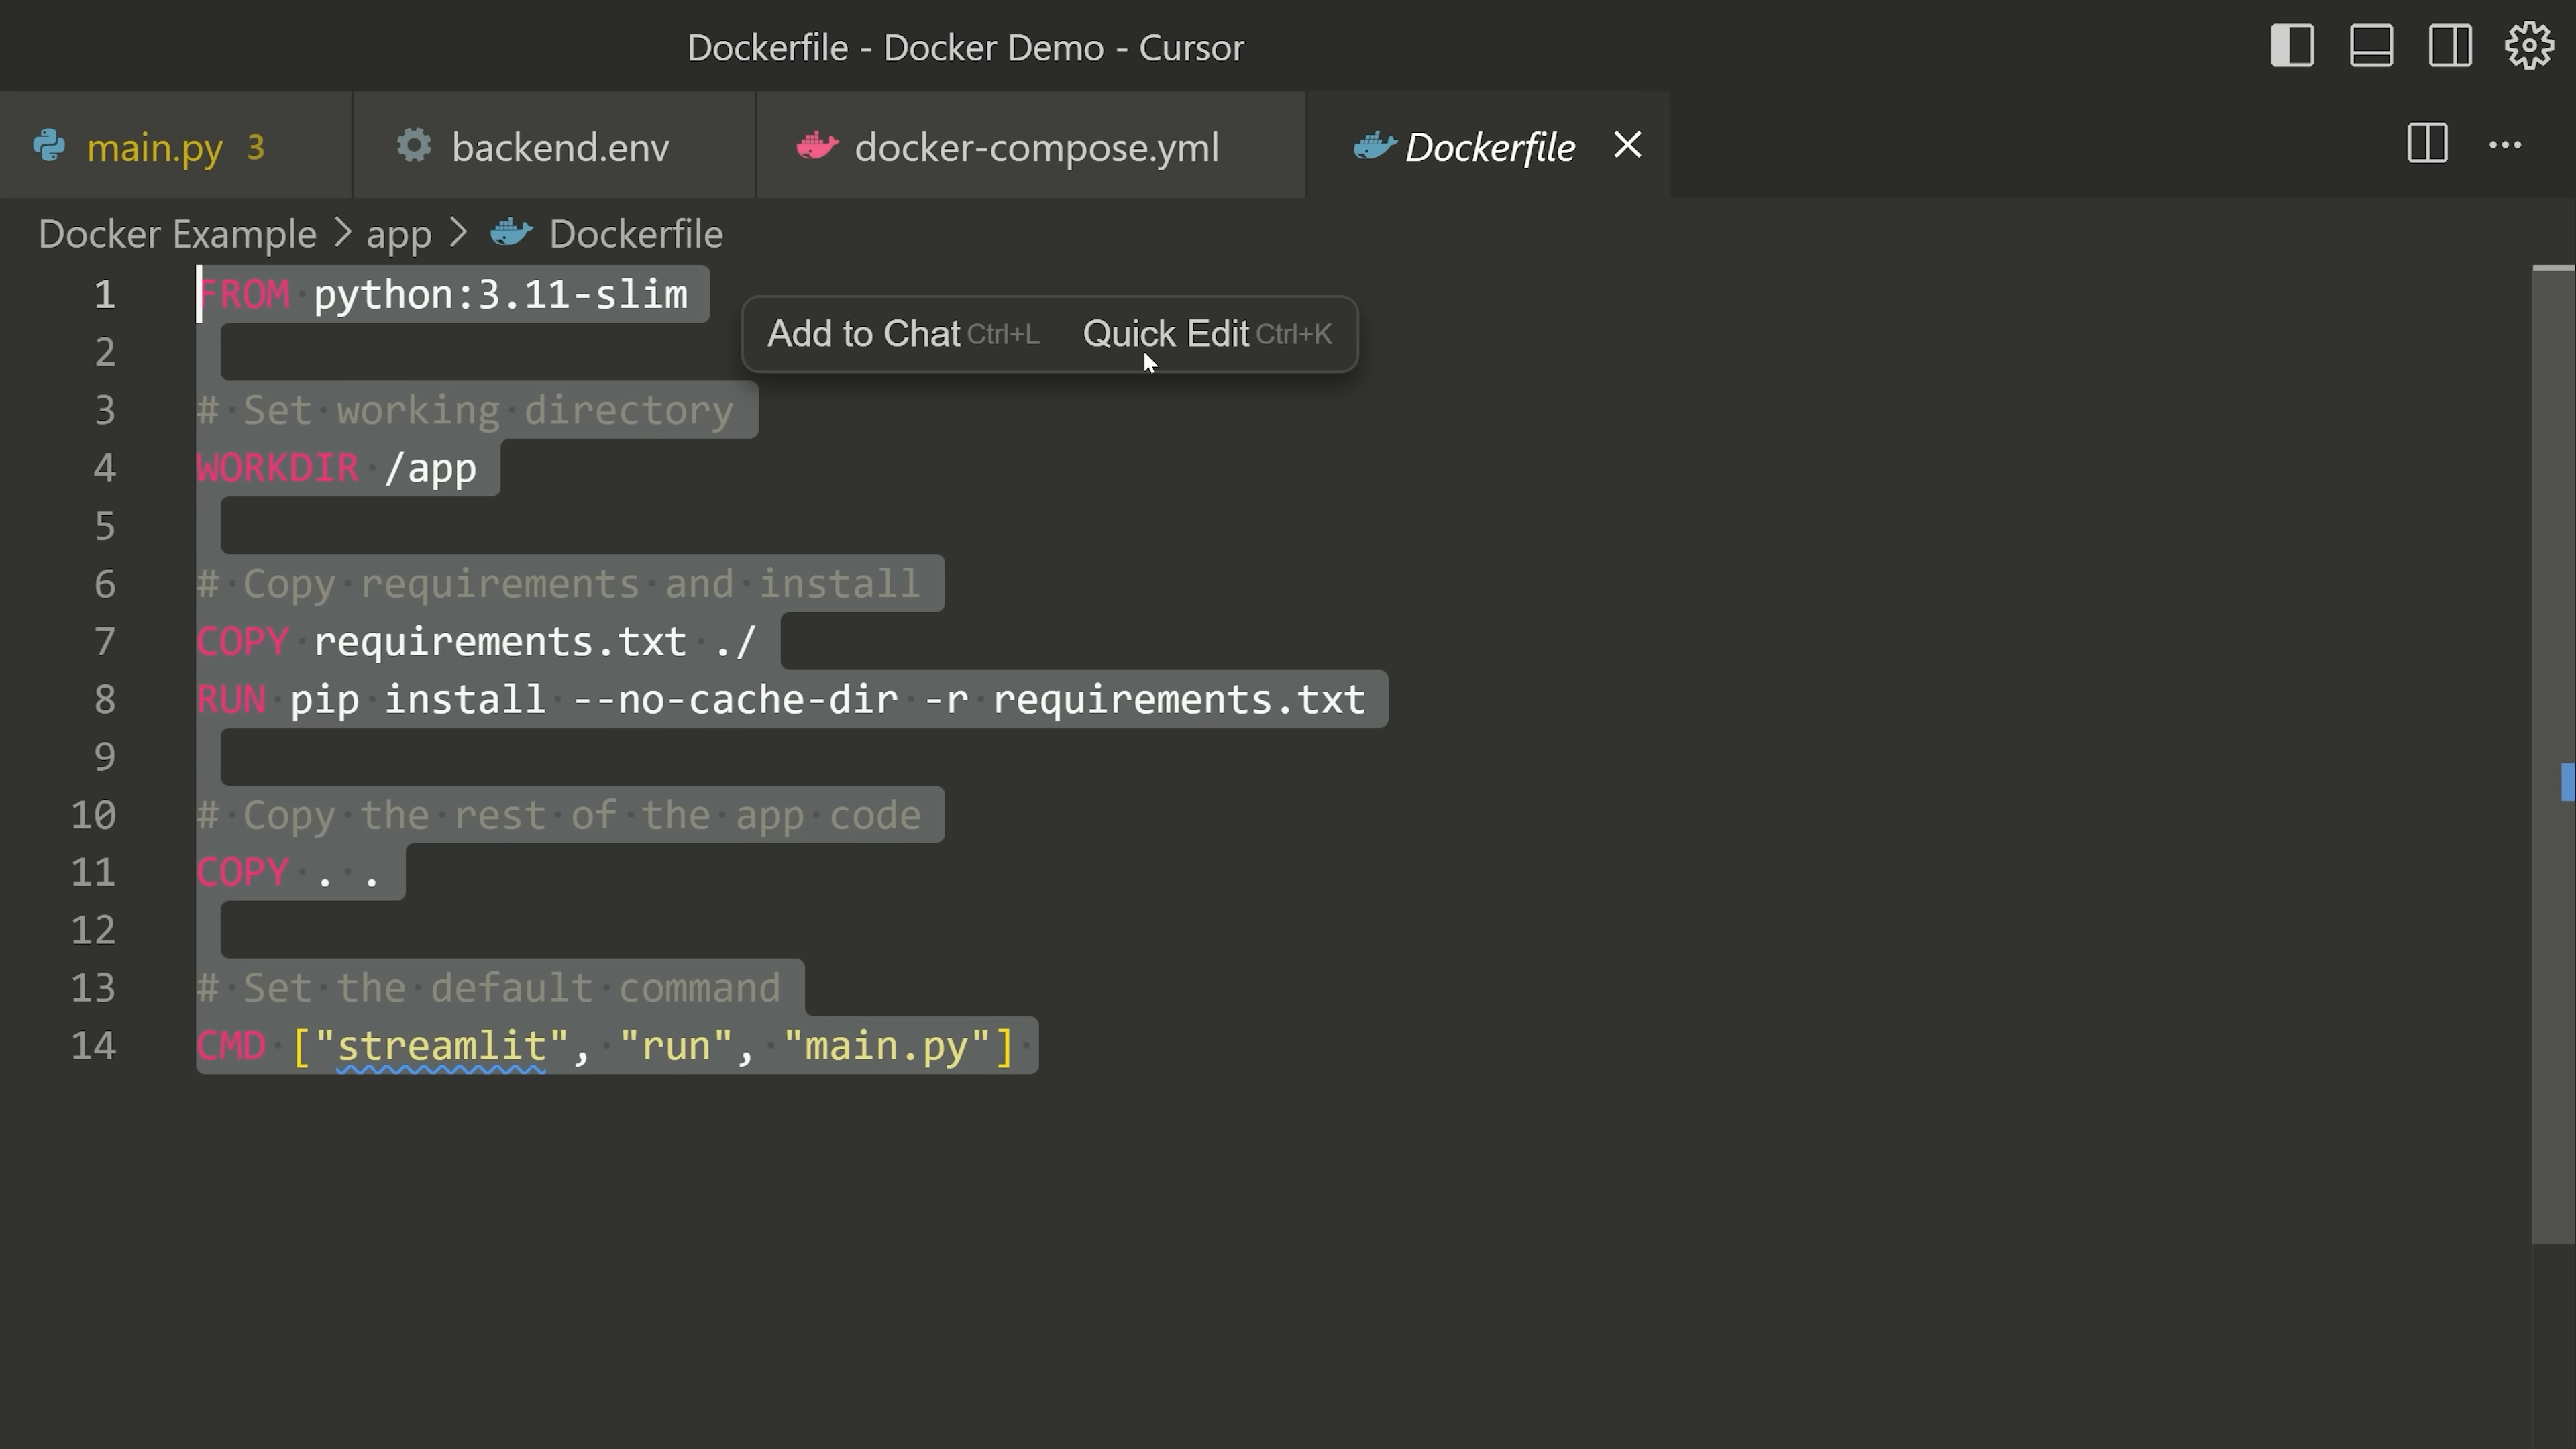 Dockerfile - Docker Demo - Cursor
main.py 3 backend.env docker-compose.yml Dockerfile
Docker Example > app > Dockerfile
1 FROM python:3.11-slim
Add to Chat Ctrl+L Quick Edit Ctrl+K
2
3 # Set working directory
4 WORKDIR /app
5
6 # Copy requirements and install
7 COPY requirements.txt ./
8 RUN pip install --no-cache-dir -r requirements.txt
9
10 # Copy the rest of the app code
11 COPY . .
12
13 # Set the default command
14 CMD ["streamlit", "run", "main.py"]